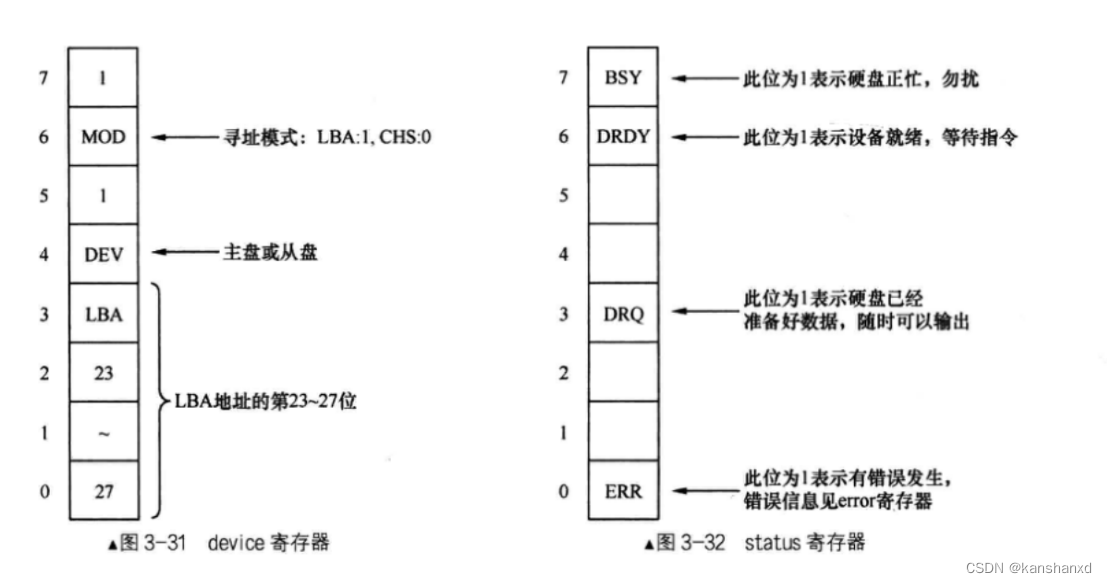 7 1
6 MOD 寻址模式：LBA:1, CHS:0
5 1
4 DEV 主盘或从盘
3 LBA
2 23
LBA地址的第23~27位
1 ~
0 27
▲图 3-31 device 寄存器
7 BSY 此位为1表示硬盘正忙，勿扰
6 DRDY 此位为1表示设备就绪，等待指令
5
4
3 DRQ 此位为1表示硬盘已经
准备好数据，随时可以输出
2
1
0 ERR 此位为1表示有错误发生，
错误信息见error寄存器
▲图 3-32 status 寄存器
CSDN @kanshanxd